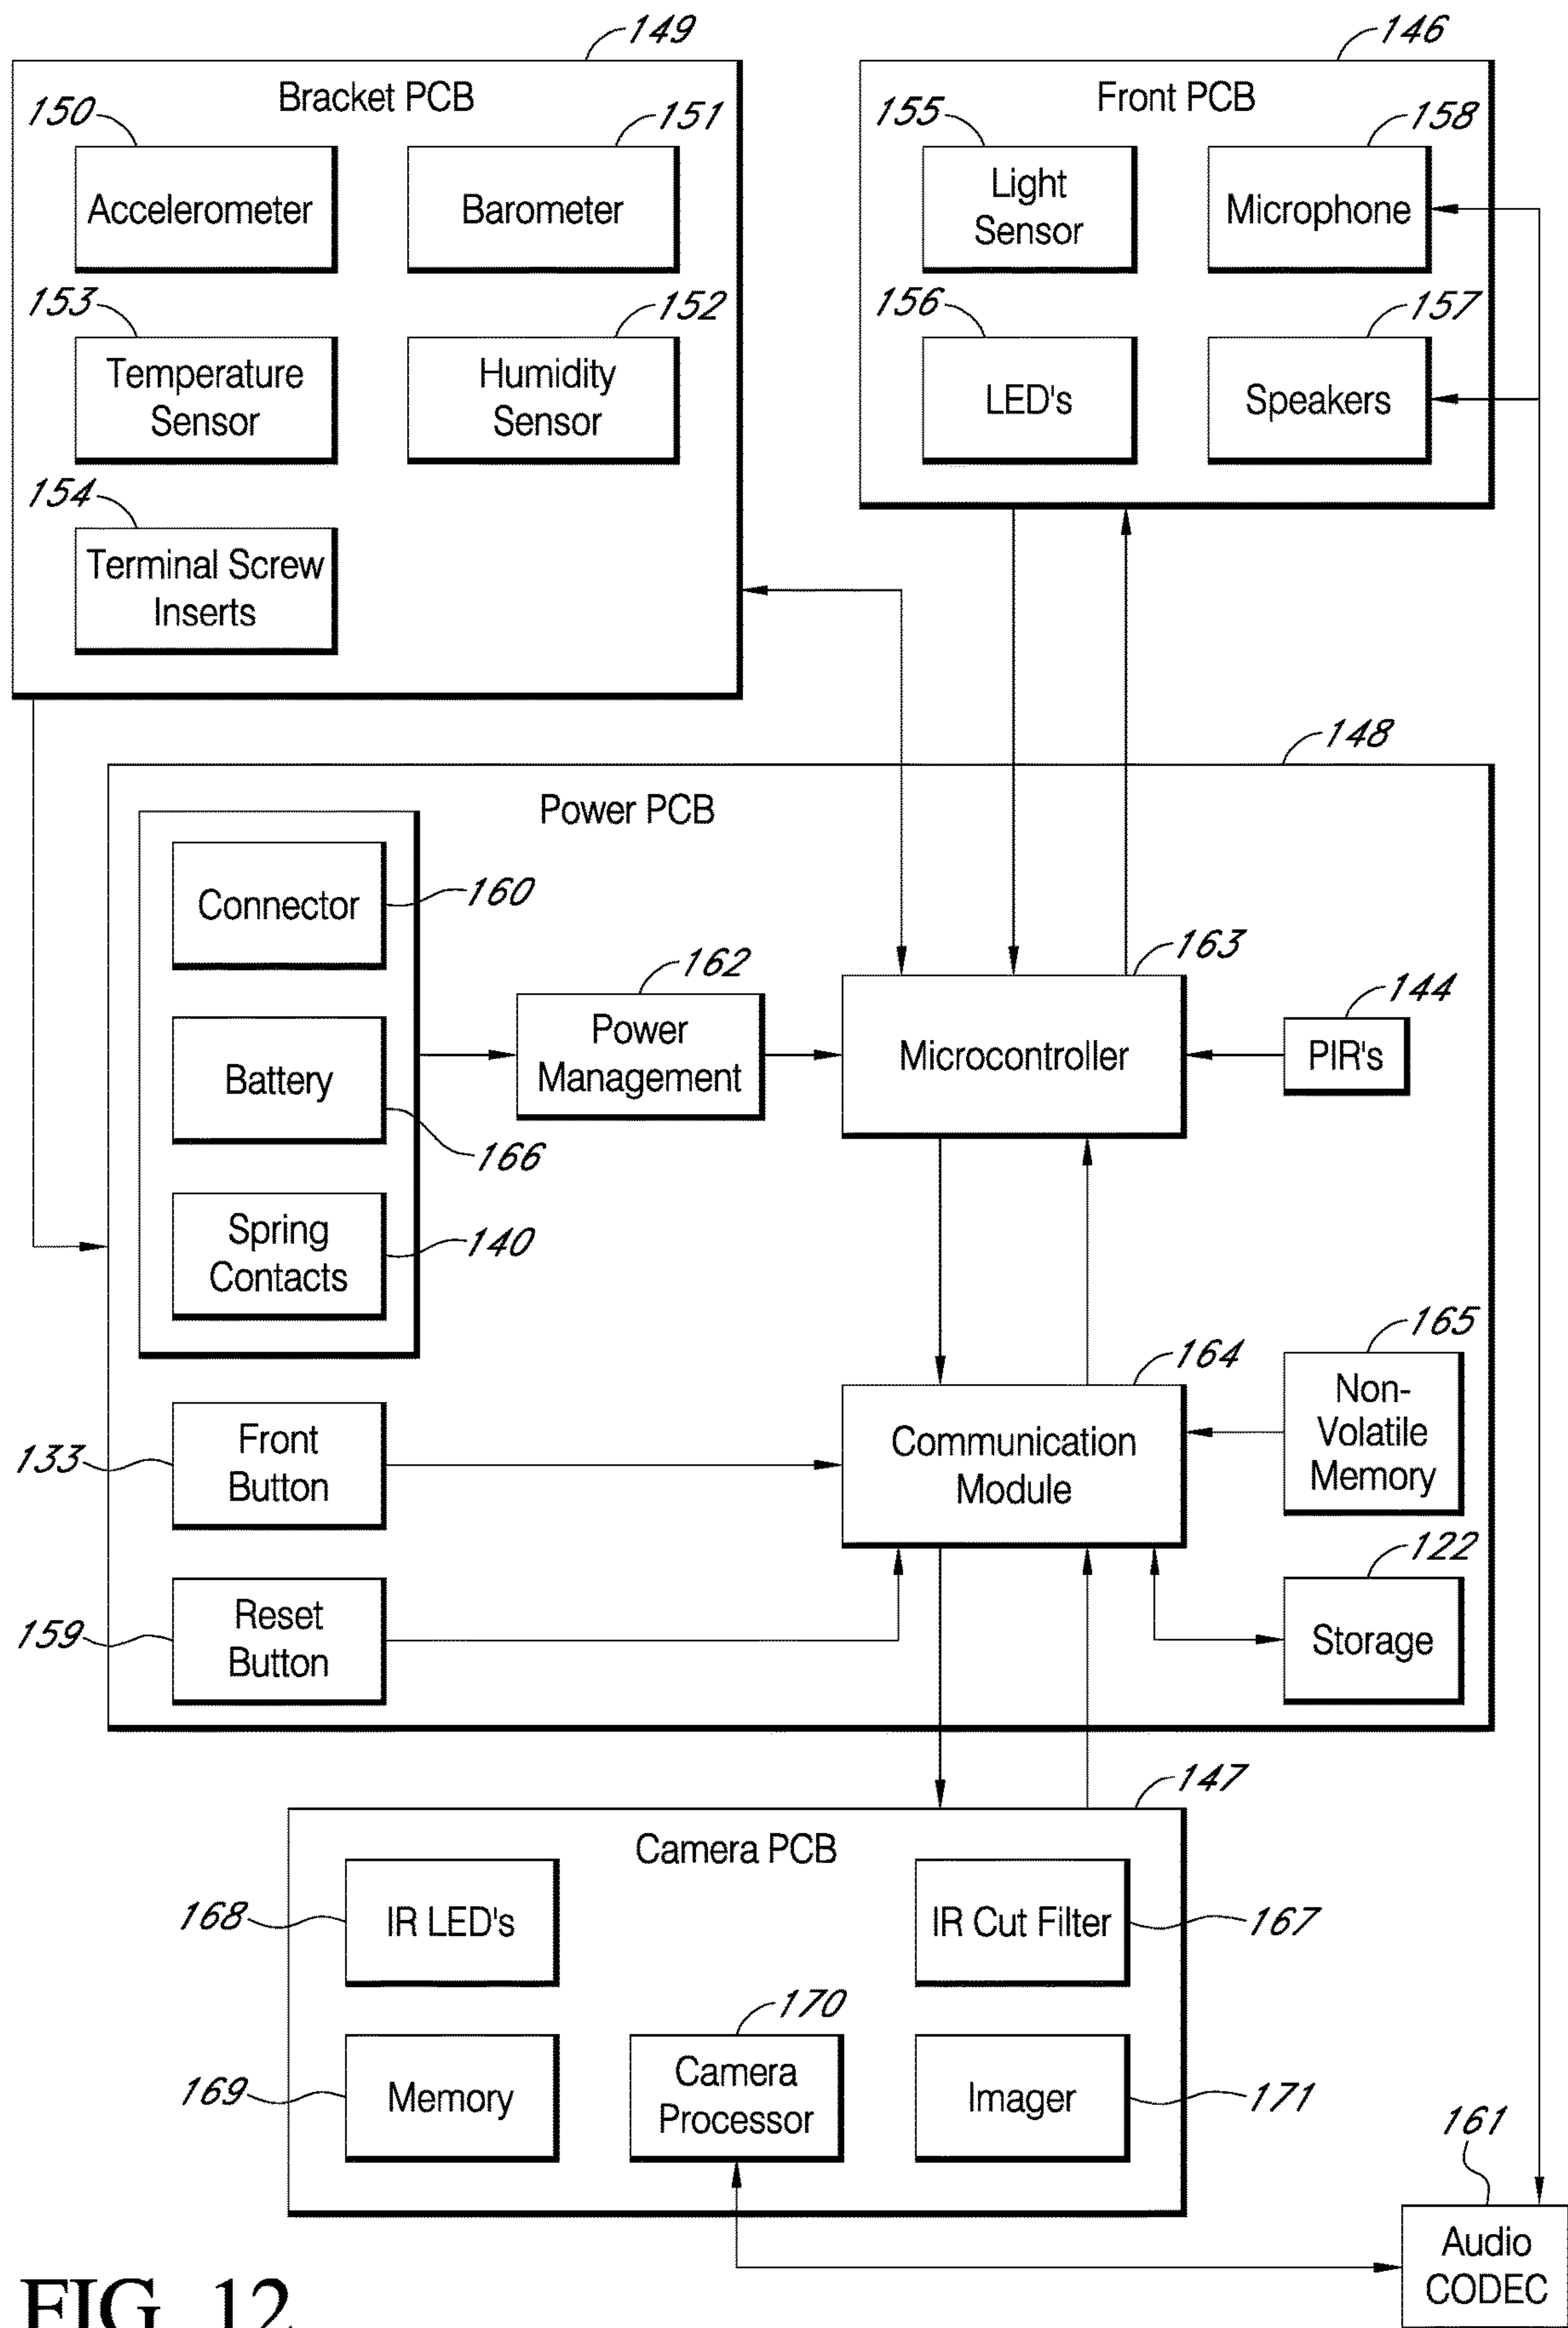 149
146
Bracket PCB
Front PCB
150
151
155
158
Accelerometer
Barometer
Light
Sensor
Microphone
153
152
156
157
Temperature
Sensor
Humidity
Sensor
LED's
Speakers
154
Terminal Screw
Inserts
148
Power PCB
Connector
160
162
163
144
Power
Management
Microcontroller
PIR's
Battery
166
Spring
Contacts
140
165
164
Non-
Volatile
Memory
Front
Button
133
Communication
Module
122
Reset
Button
159
Storage
147
Camera PCB
168
IR LED's
IR Cut Filter
167
170
169
Memory
Camera
Processor
Imager
171
161
Audio
CODEC
FIG. 12